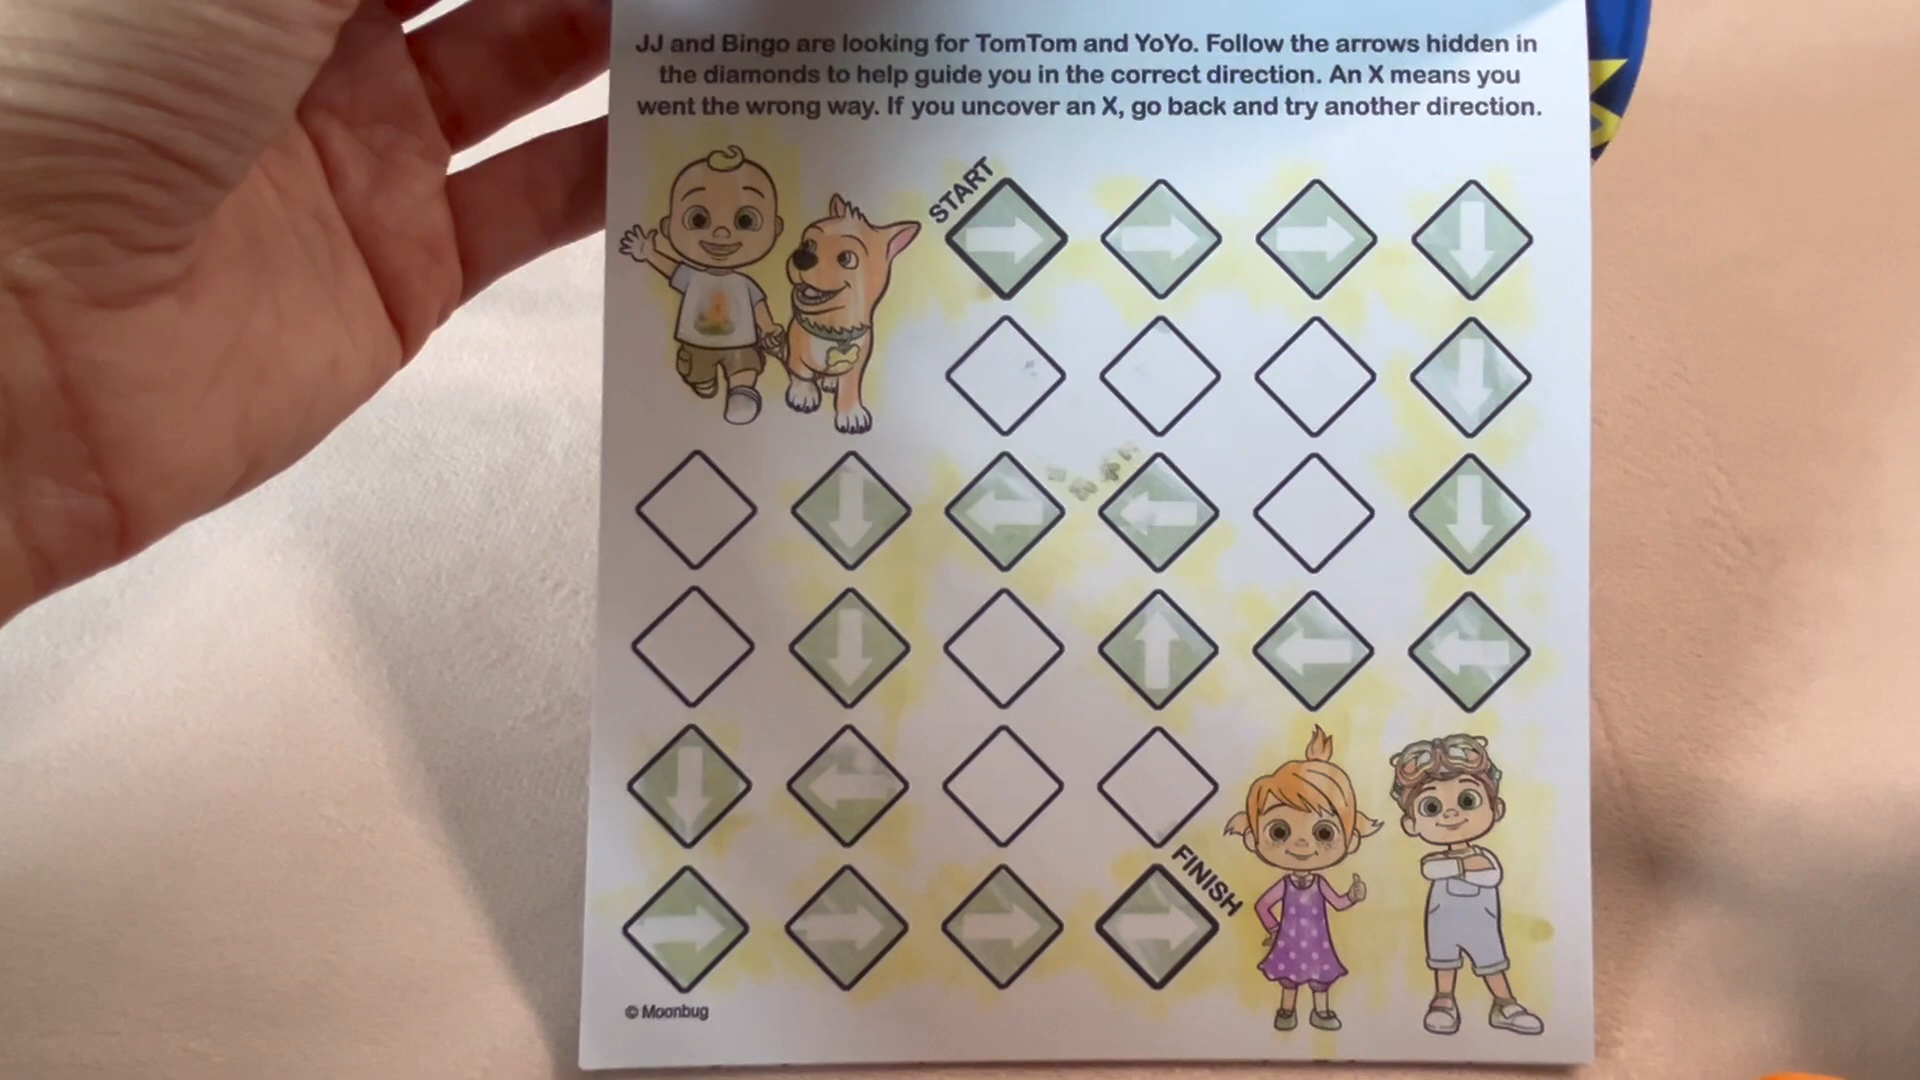 JJ and Bingo are looking for TomTom and YoYo. Follow the arrows hidden in
the diamonds to help guide you in the correct direction. An X means you
went the wrong way. If you uncover an X, go back and try another direction.
START
FINISH
© Moonbug